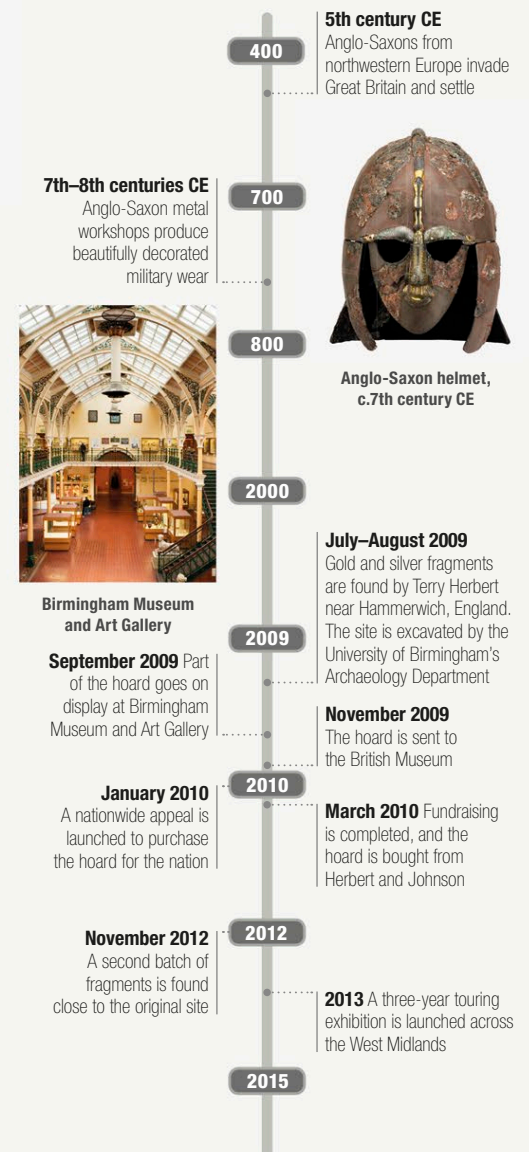 400
5th century CE
Anglo-Saxons from
northwestern Europe invade
Great Britain and settle
7th–8th centuries CE
Anglo-Saxon metal
workshops produce
beautifully decorated
military wear
700
Anglo-Saxon helmet,
c.7th century CE
800
Birmingham Museum
and Art Gallery
2000
July–August 2009
Gold and silver fragments
are found by Terry Herbert
near Hammerwich, England.
The site is excavated by the
University of Birmingham’s
Archaeology Department
2009
September 2009 Part
of the hoard goes on
display at Birmingham
Museum and Art Gallery
November 2009
The hoard is sent to
the British Museum
2010
January 2010
A nationwide appeal is
launched to purchase
the hoard for the nation
March 2010 Fundraising
is completed, and the
hoard is bought from
Herbert and Johnson
2012
November 2012
A second batch of
fragments is found
close to the original site
2013 A three-year touring
exhibition is launched across
the West Midlands
2015